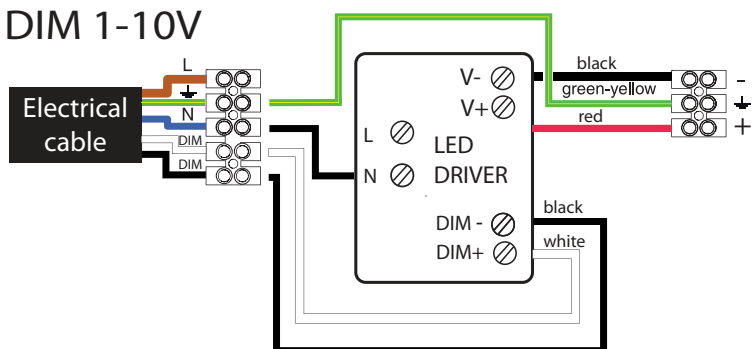 DIM 1-10V
L
N
DIM
DIM
Electrical
cable
L
N
V-
V+
LED
DRIVER
DIM -
DIM+
black
green-yellow
red
black
white
-
+